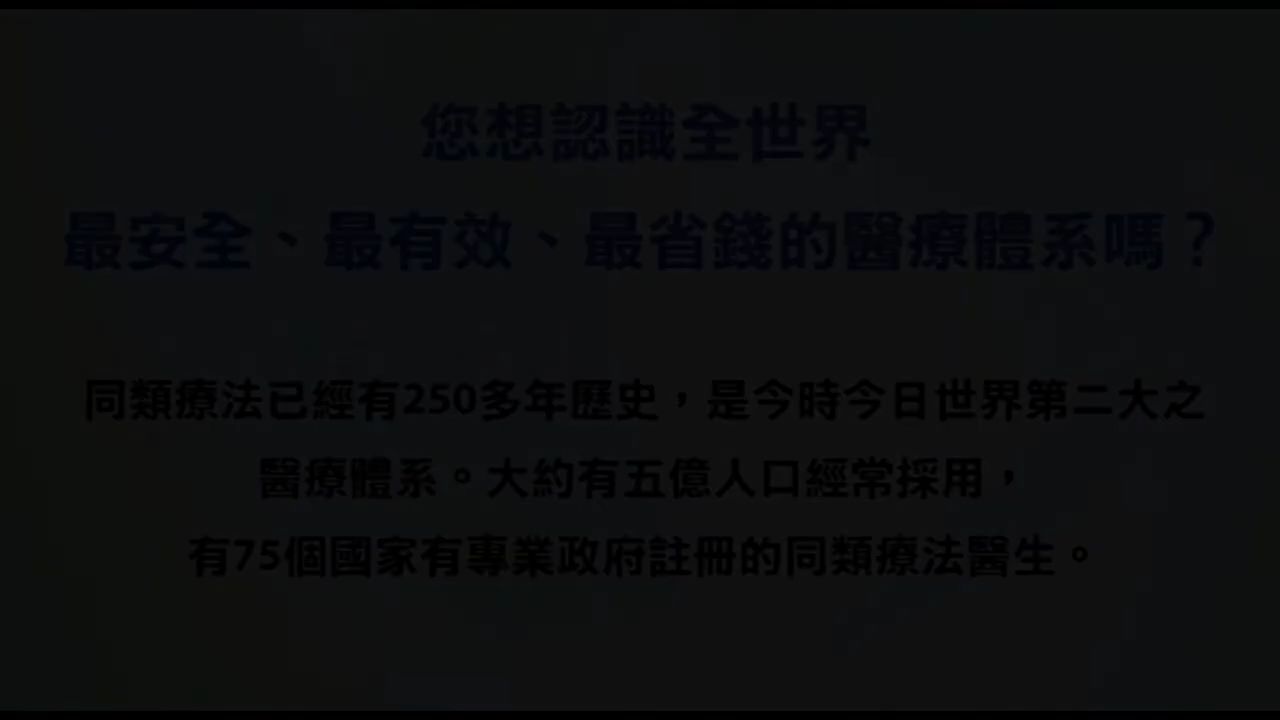 您想認識全世界
最安全、最有效、最省錢的醫療體系嗎？
同類療法已經有250多年歷史，是今時今日世界第二大之
醫療體系。大約有五億人口經常採用，
有75個國家有專業政府註冊的同類療法醫生。